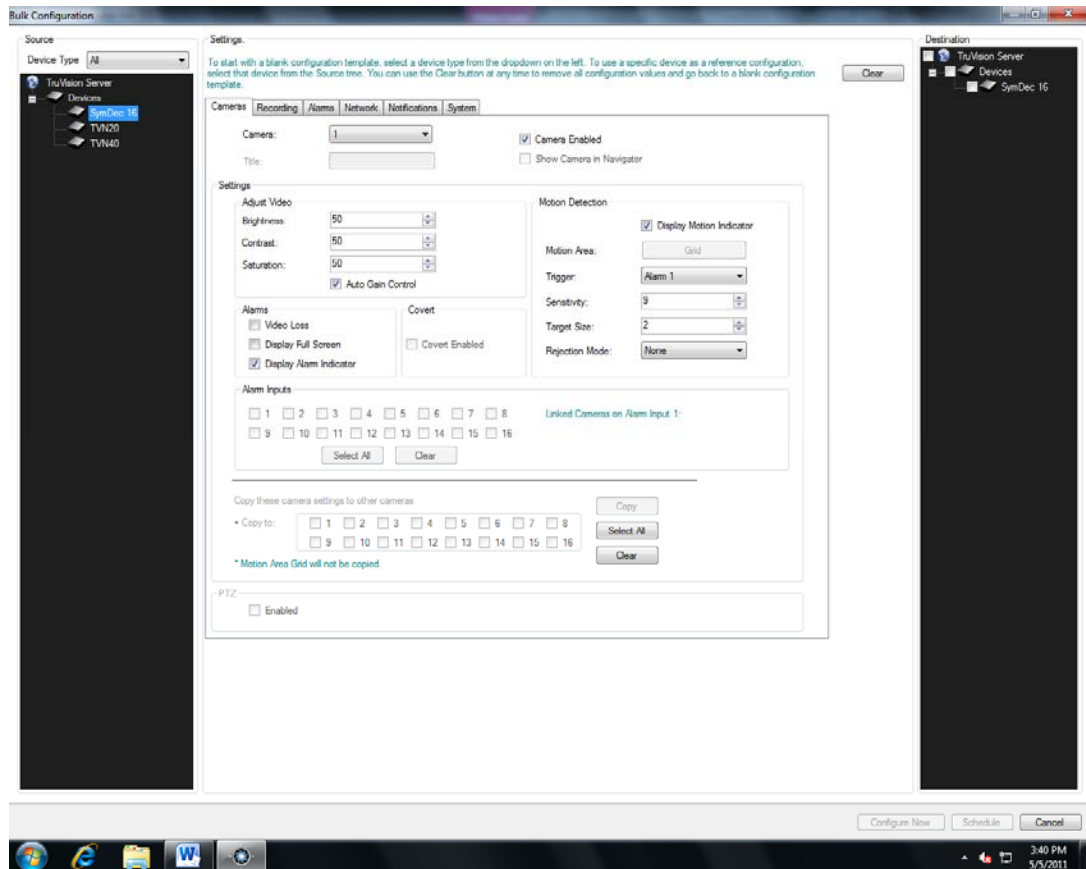 Bulk Configuration
Source
Device Type All
TruVision Server
Devices
SymDec 16
TVN20
TVN40
Settings.
To start with a blank configuration template, select a device type from the dropdown on the left. To use a specific device as a reference configuration,
select that device from the Source tree. You can use the Clear button at any time to remove all configuration values and go back to a blank configuration
template.
Clear
Cameras Recording Alarms Network Notifications System
Camera: 1
Camera Enabled
Title:
Show Camera in Navigator
Settings
Adjust Video
Brightness: 50
Contrast: 50
Saturation: 50
Auto Gain Control
Motion Detection
Display Motion Indicator
Motion Area: Grid
Trigger: Alarm 1
Sensitivity: 9
Target Size: 2
Rejection Mode: None
Alarms
Video Loss
Display Full Screen
Display Alarm Indicator
Covert
Covert Enabled
Alarm Inputs
1 2 3 4 5 6 7 8
9 10 11 12 13 14 15 16
Select All Clear
Linked Cameras on Alarm Input 1:
Copy these camera settings to other cameras
• Copy to:
1 2 3 4 5 6 7 8
9 10 11 12 13 14 15 16
Copy
Select All
Clear
* Motion Area Grid will not be copied.
PTZ
Enabled
Destination
TruVision Server
Devices
SymDec 16
Configure Now Schedule Cancel
3:40 PM
5/5/2011